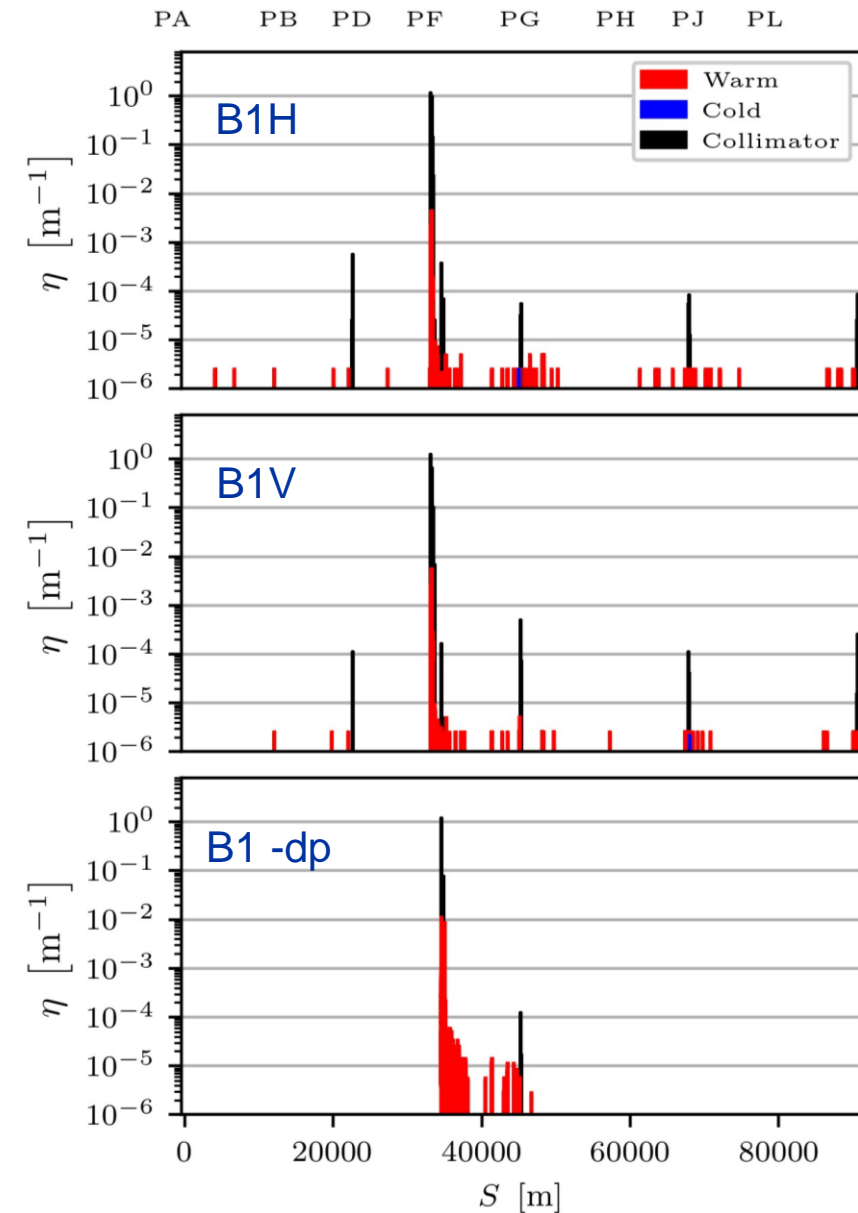 PA PB PD PF PG PH PJ PL
Warm
Cold
Collimator
B1H
10⁰
10⁻¹
10⁻²
10⁻³
10⁻⁴
10⁻⁵
10⁻⁶
η [m⁻¹]
B1V
10⁰
10⁻¹
10⁻²
10⁻³
10⁻⁴
10⁻⁵
10⁻⁶
η [m⁻¹]
B1 -dp
10⁰
10⁻¹
10⁻²
10⁻³
10⁻⁴
10⁻⁵
10⁻⁶
η [m⁻¹]
0 20000 40000 60000 80000
S [m]